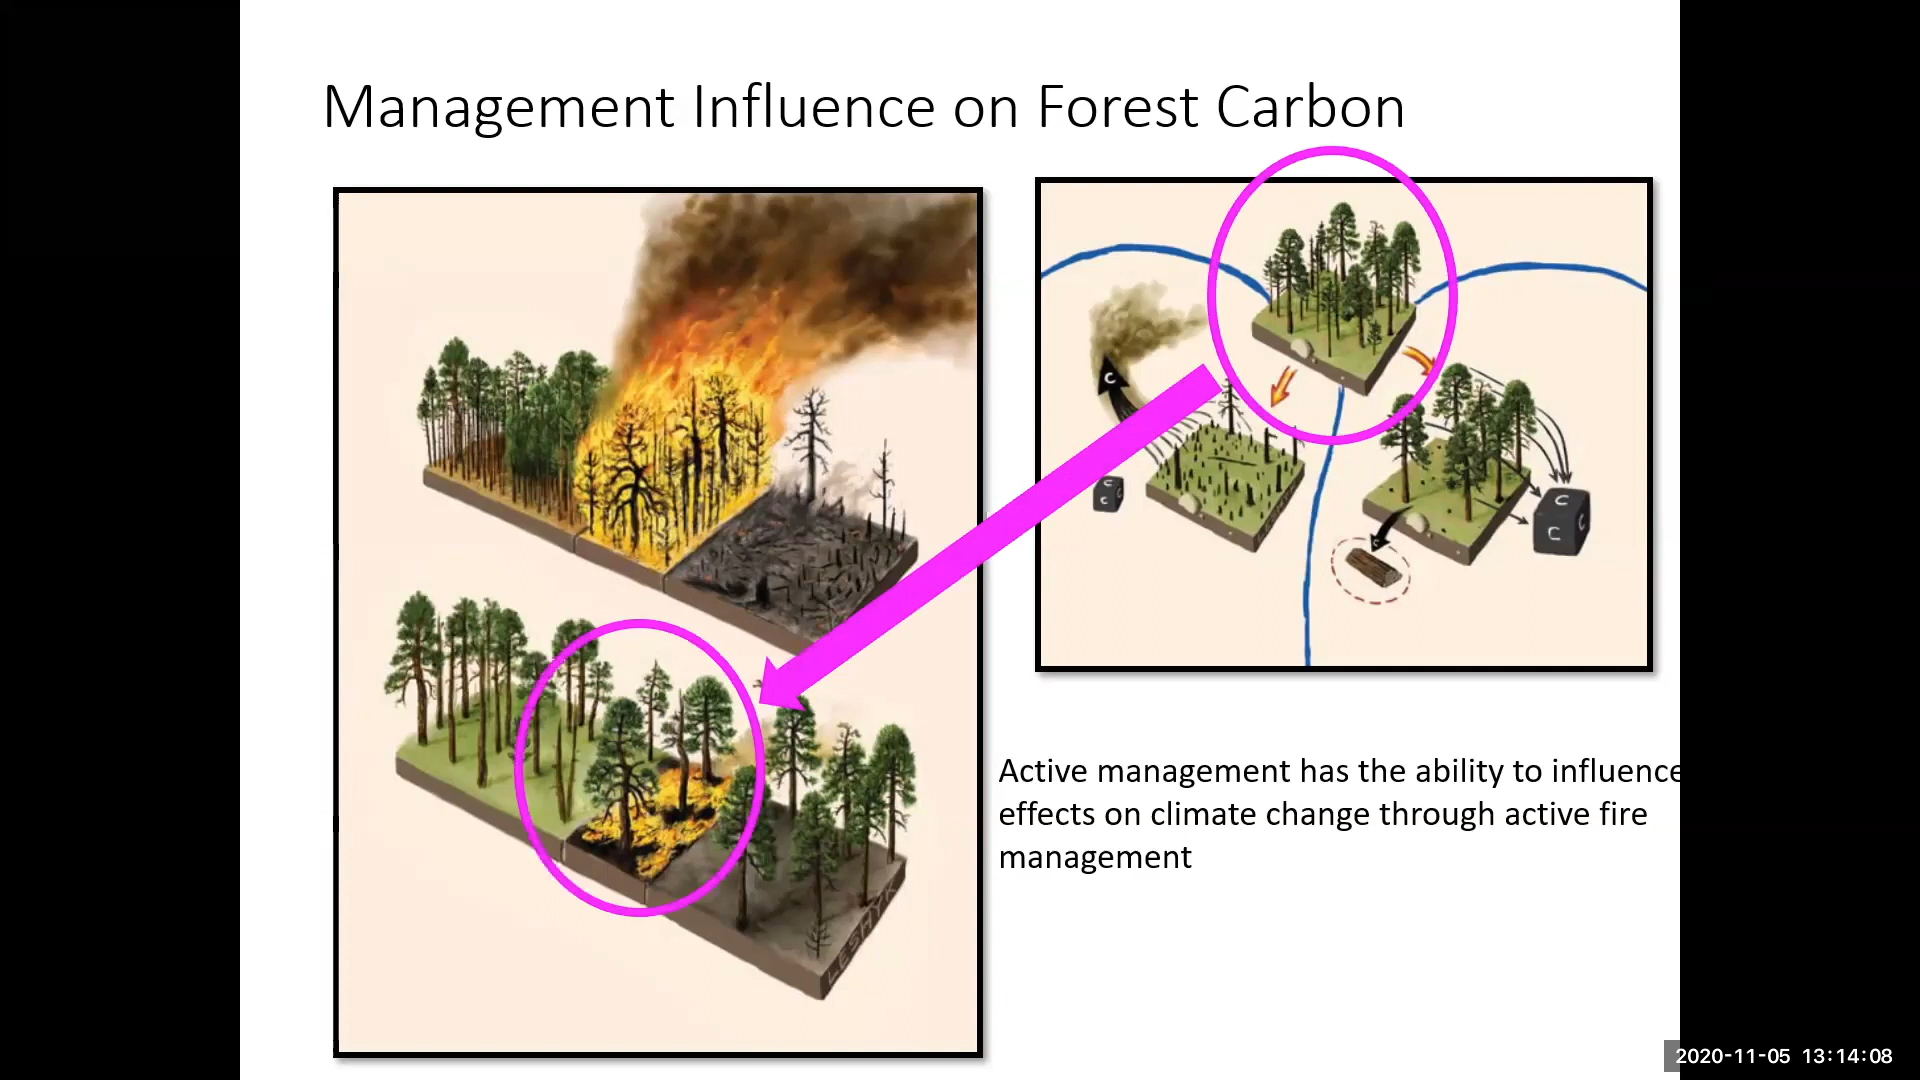 Management Influence on Forest Carbon
C
C
C
C
C
C
C
C
LESHYK
Active management has the ability to influence
effects on climate change through active fire
management
2020-11-05 13:14:08